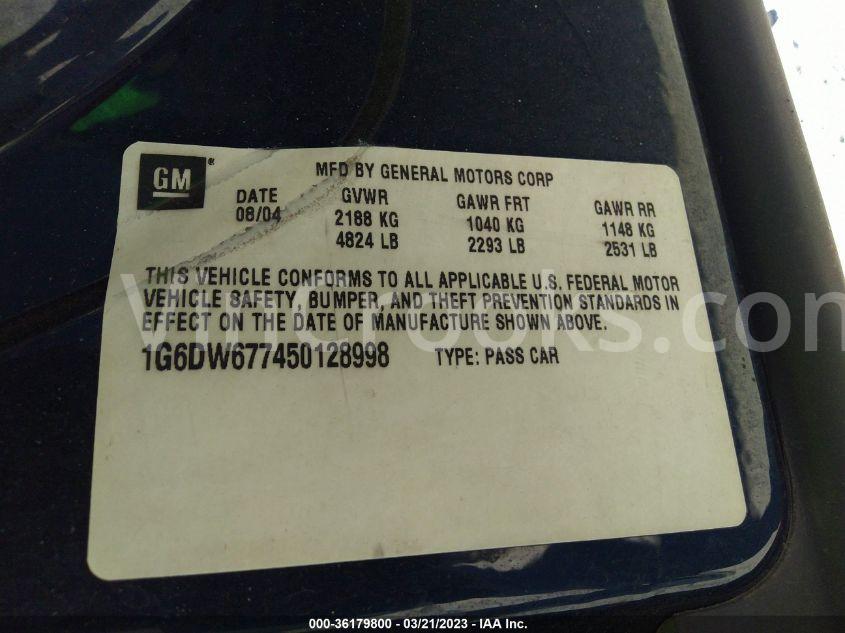 GM®
MFD BY GENERAL MOTORS CORP
DATE GVWR GAWR FRT GAWR RR
08/04 2188 KG 1040 KG 1148 KG
4824 LB 2293 LB 2531 LB
THIS VEHICLE CONFORMS TO ALL APPLICABLE U.S. FEDERAL MOTOR
VEHICLE SAFETY, BUMPER, AND THEFT PREVENTION STANDARDS IN
EFFECT ON THE DATE OF MANUFACTURE SHOWN ABOVE.
1G6DW677450128998 TYPE: PASS CAR
000-36179800 - 03/21/2023 - IAA Inc.